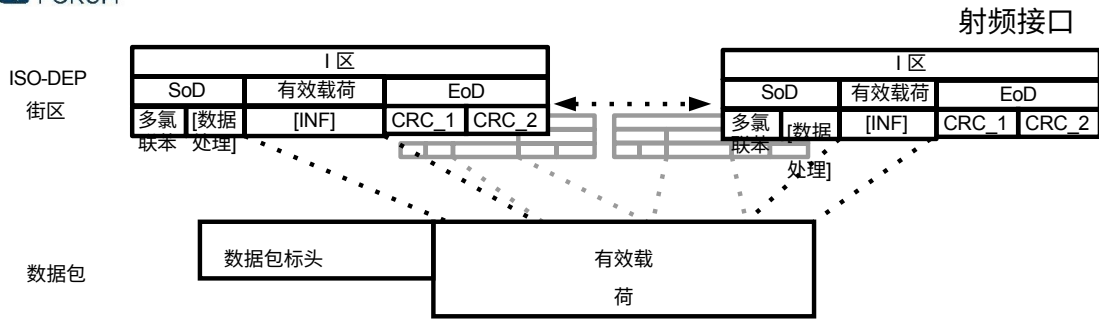 射频接口
ISO-DEP
街区
I 区
SoD 有效载荷 EoD
多氯
联苯 [数据
处理] [INF] CRC_1 CRC_2
I 区
SoD 有效载荷 EoD
多氯
联苯 [数据
处理] [INF] CRC_1 CRC_2
数据包
数据包标头
有效载
荷